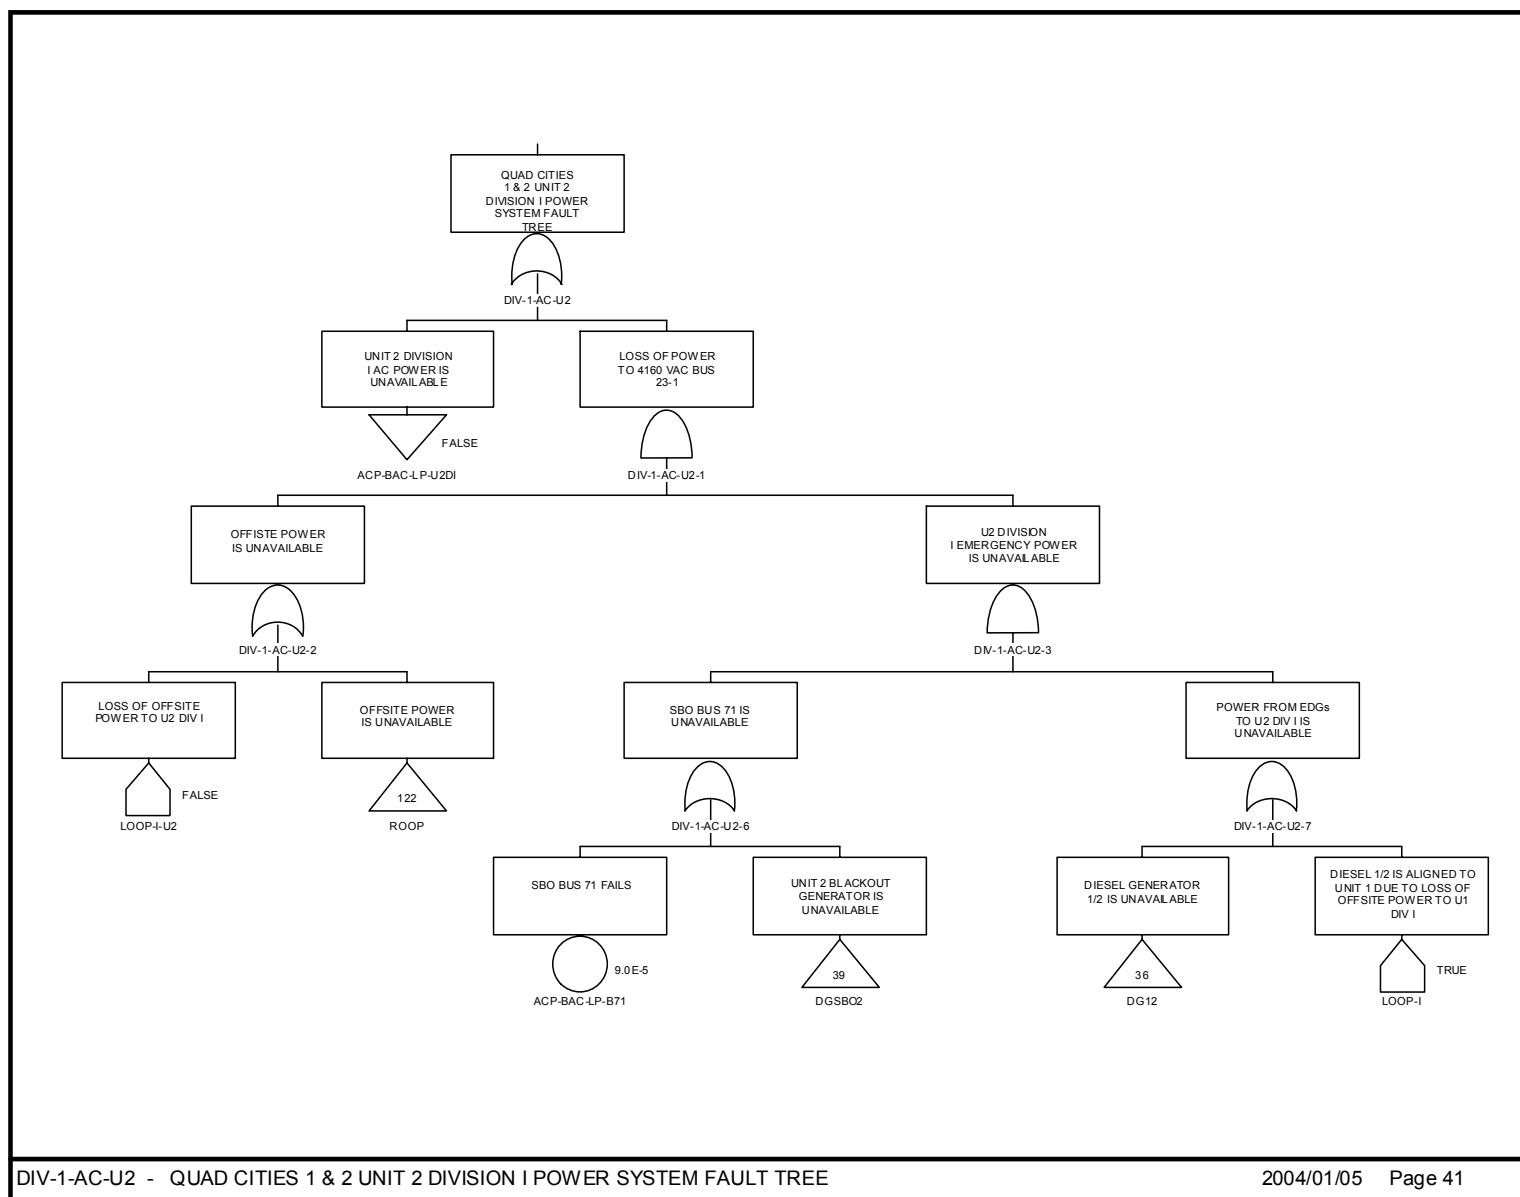 QUAD CITIES
1 & 2 UNIT 2
DIVISION I POWER
SYSTEM FAULT
TREE
DIV-1-AC-U2
UNIT 2 DIVISION
I AC POWER IS
UNAVAILABLE
FALSE
ACP-BAC-LP-U2DI
LOSS OF POWER
TO 4160 VAC BUS
23-1
DIV-1-AC-U2-1
OFFISTE POWER
IS UNAVAILABLE
DIV-1-AC-U2-2
U2 DIVISION
I EMERGENCY POWER
IS UNAVAILABLE
DIV-1-AC-U2-3
LOSS OF OFFSITE
POWER TO U2 DIV I
FALSE
LOOP-I-U2
OFFSITE POWER
IS UNAVAILABLE
122
ROOP
SBO BUS 71 IS
UNAVAILABLE
DIV-1-AC-U2-6
POWER FROM EDGs
TO U2 DIV I IS
UNAVAILABLE
DIV-1-AC-U2-7
SBO BUS 71 FAILS
9.0E-5
ACP-BAC-LP-B71
UNIT 2 BLACKOUT
GENERATOR IS
UNAVAILABLE
39
DGSBO2
DIESEL GENERATOR
1/2 IS UNAVAILABLE
36
DG12
DIESEL 1/2 IS ALIGNED TO
UNIT 1 DUE TO LOSS OF
OFFSITE POWER TO U1
DIV I
TRUE
LOOP-I
DIV-1-AC-U2 - QUAD CITIES 1 & 2 UNIT 2 DIVISION I POWER SYSTEM FAULT TREE
2004/01/05 Page 41